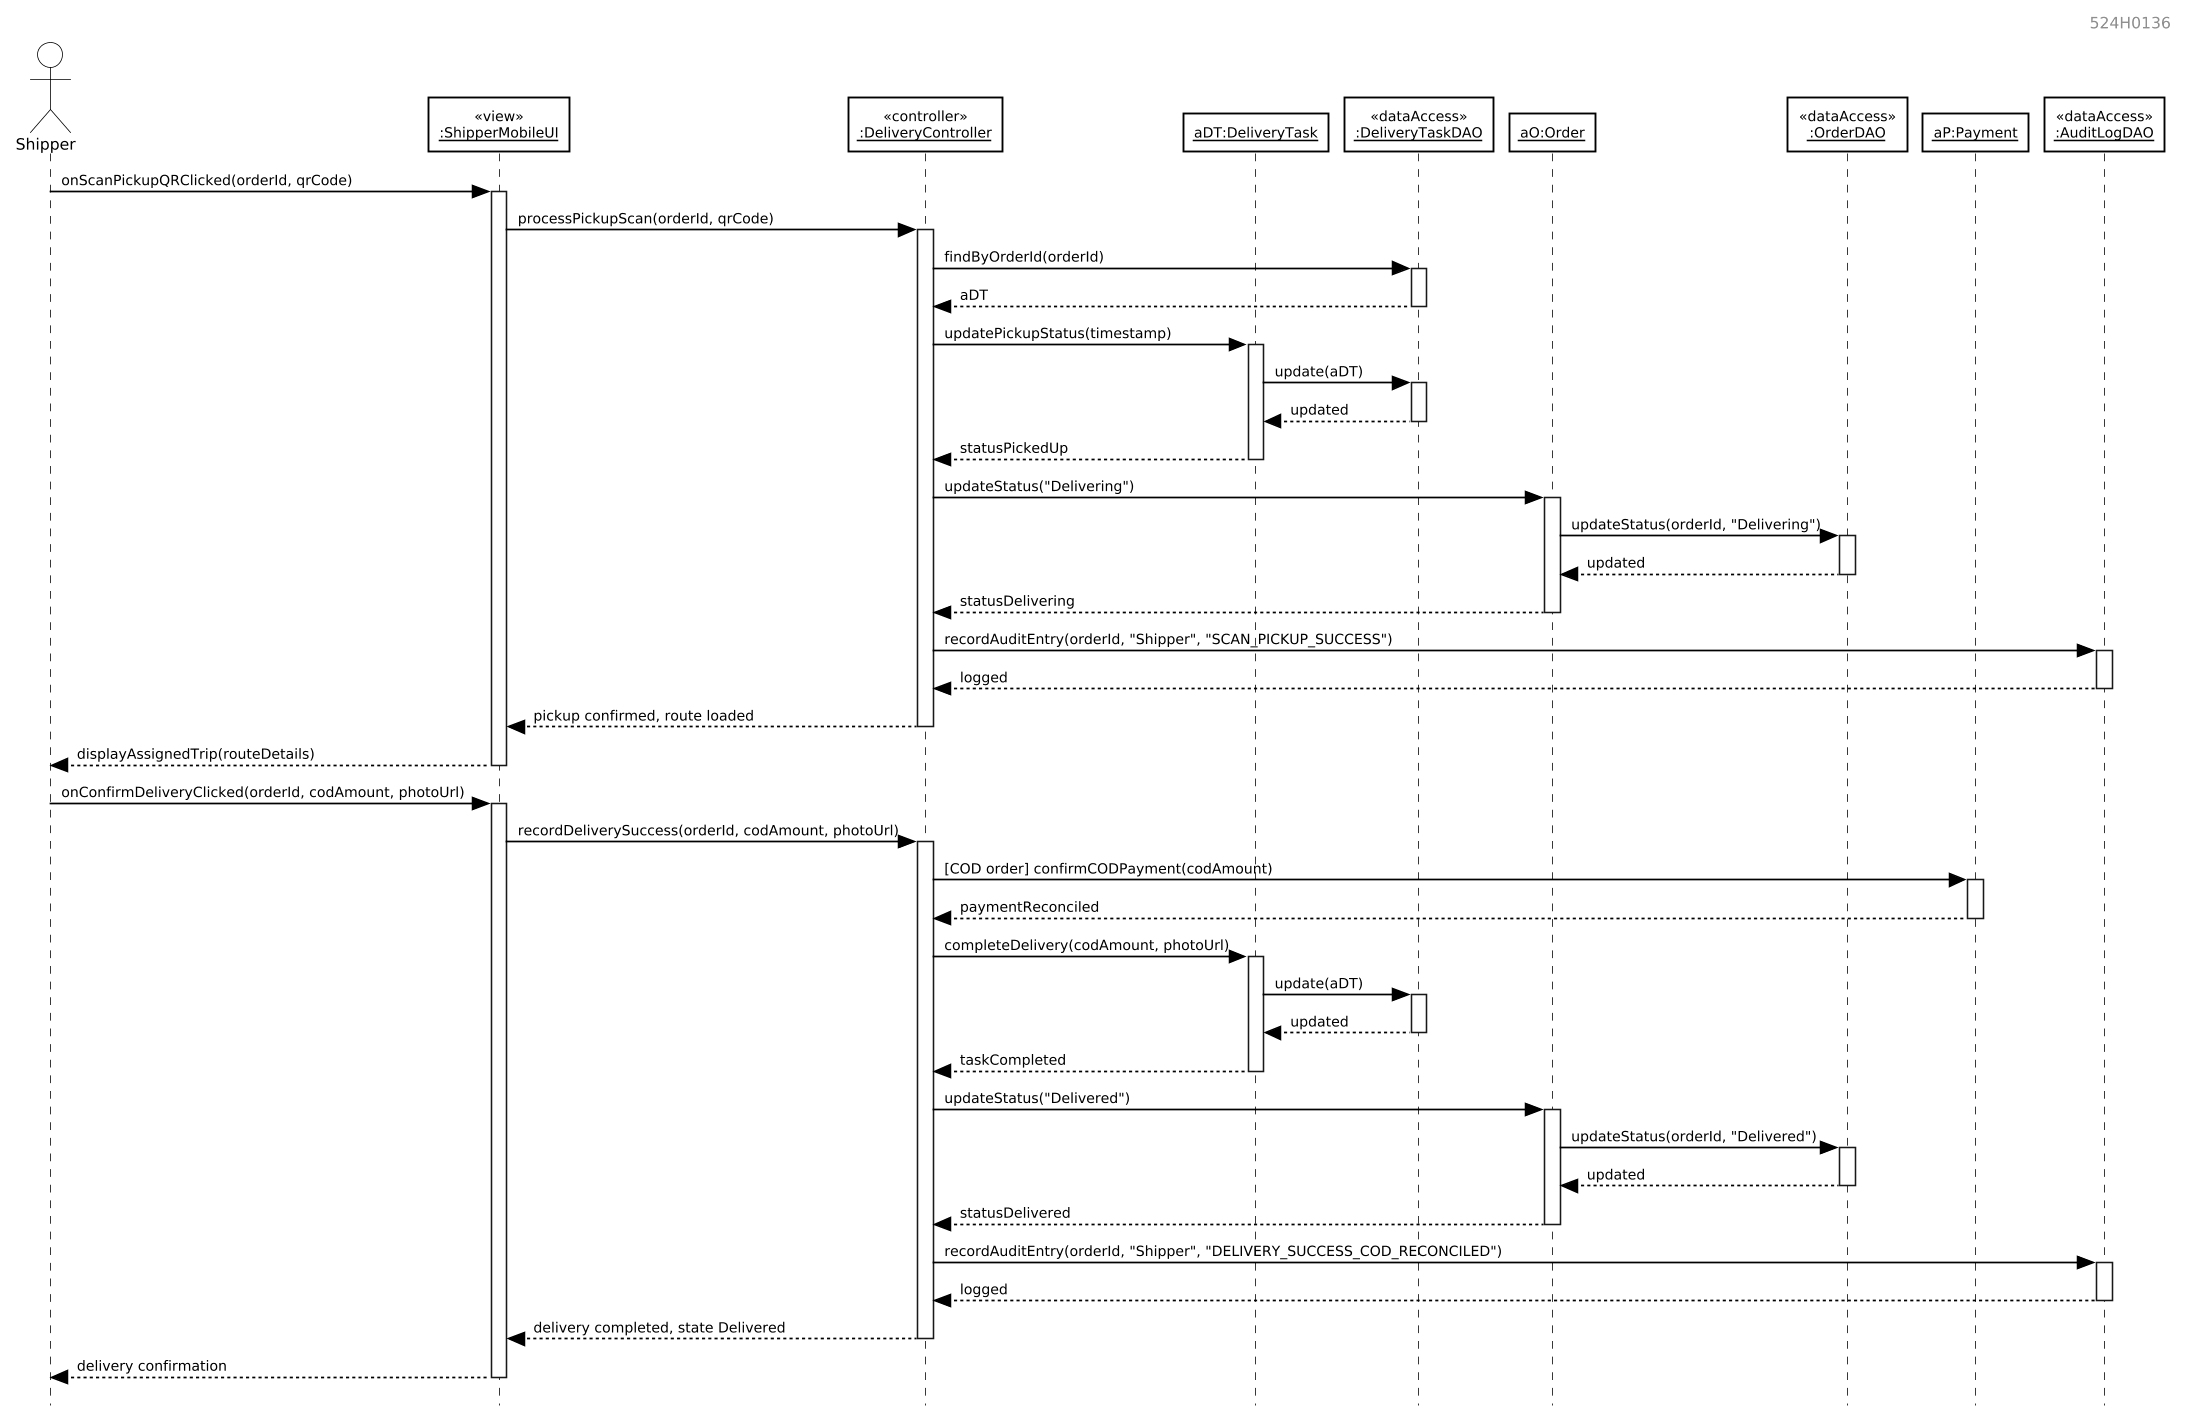 524H0136
Shipper
«view»
:ShipperMobileUI
«controller»
:DeliveryController
aDT:DeliveryTask
«dataAccess»
:DeliveryTaskDAO
aO:Order
«dataAccess»
:OrderDAO
aP:Payment
«dataAccess»
:AuditLogDAO
onScanPickupQRClicked(orderId, qrCode)
processPickupScan(orderId, qrCode)
findByOrderId(orderId)
aDT
updatePickupStatus(timestamp)
update(aDT)
updated
statusPickedUp
updateStatus("Delivering")
updateStatus(orderId, "Delivering")
updated
statusDelivering
recordAuditEntry(orderId, "Shipper", "SCAN_PICKUP_SUCCESS")
logged
pickup confirmed, route loaded
displayAssignedTrip(routeDetails)
onConfirmDeliveryClicked(orderId, codAmount, photoUrl)
recordDeliverySuccess(orderId, codAmount, photoUrl)
[COD order] confirmCODPayment(codAmount)
paymentReconciled
completeDelivery(codAmount, photoUrl)
update(aDT)
updated
taskCompleted
updateStatus("Delivered")
updateStatus(orderId, "Delivered")
updated
statusDelivered
recordAuditEntry(orderId, "Shipper", "DELIVERY_SUCCESS_COD_RECONCILED")
logged
delivery completed, state Delivered
delivery confirmation